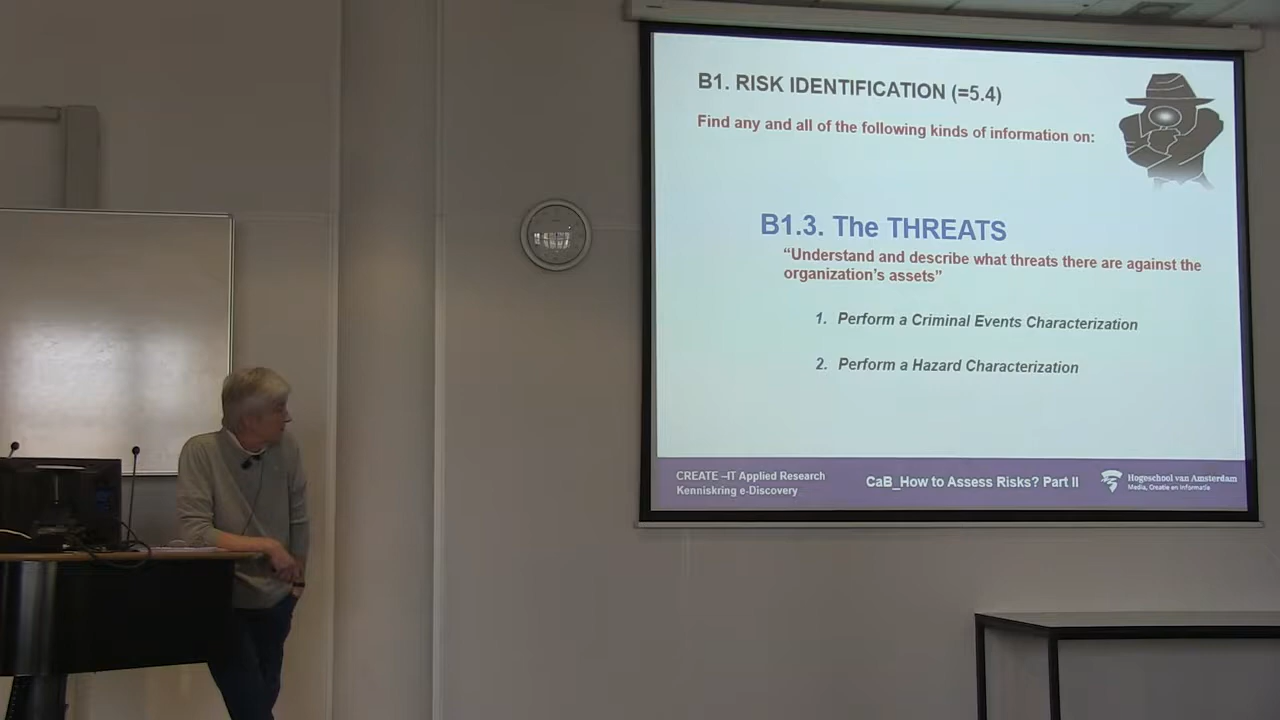 B1. RISK IDENTIFICATION (=5.4)
Find any and all of the following kinds of information on:
B1.3. The THREATS
“Understand and describe what threats there are against the
organization’s assets”
1. Perform a Criminal Events Characterization
2. Perform a Hazard Characterization
CREATE –IT Applied Research
Kenniskring e-Discovery
CaB_How to Assess Risks? Part II
Hogeschool van Amsterdam
Media, Creatie en Informatie